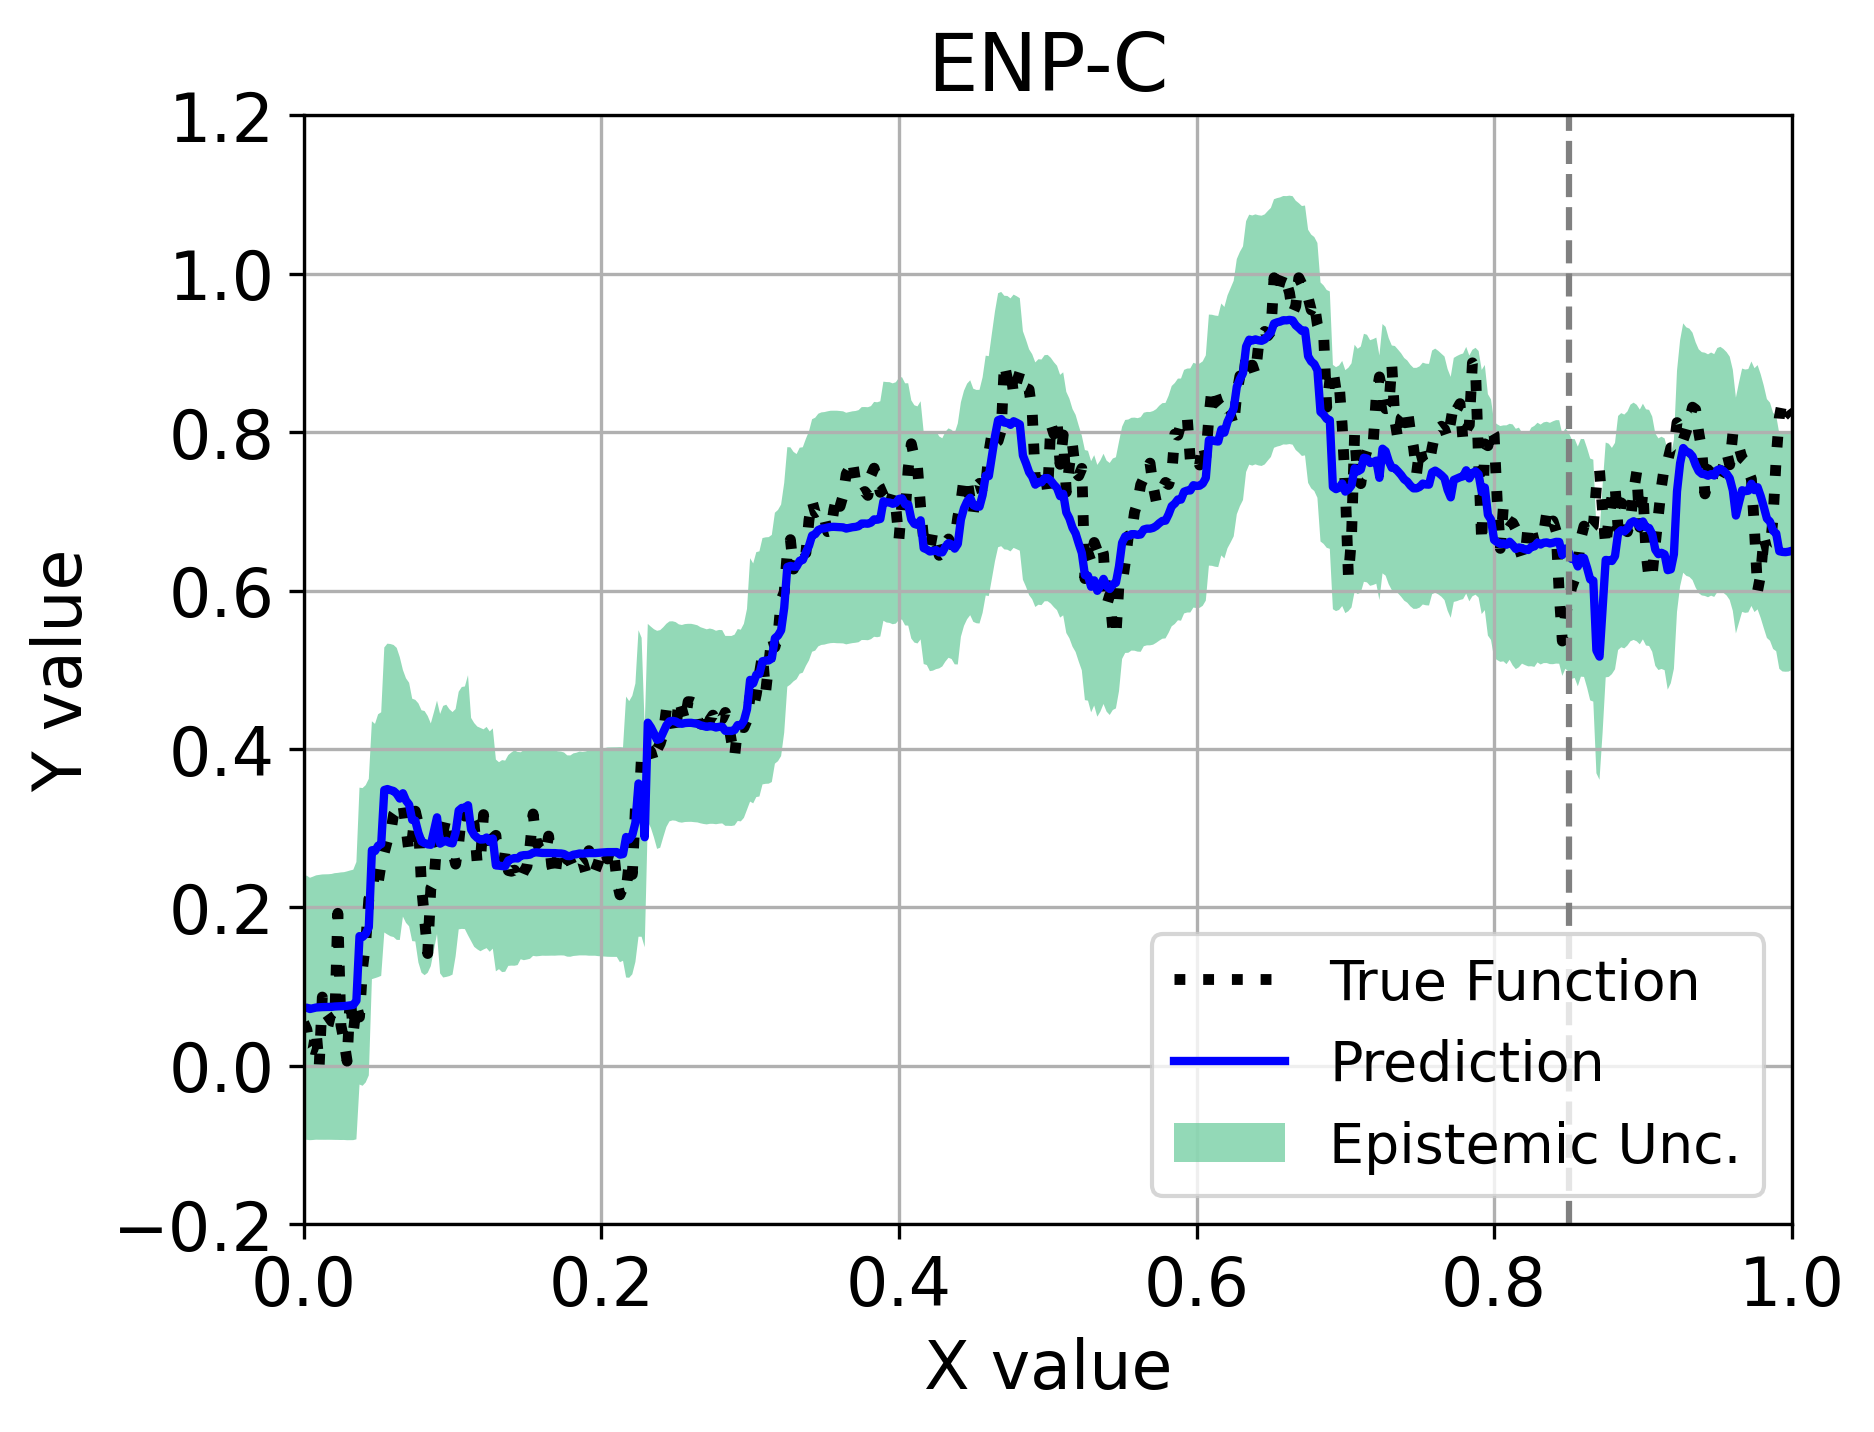 ENP-C
1.2
1.0
0.8
0.6
0.4
0.2
0.0
−0.2
Y value
0.0 0.2 0.4 0.6 0.8 1.0
X value
True Function
Prediction
Epistemic Unc.